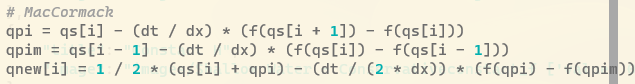 # MacCormack
qpi = qs[i] - (dt / dx) * (f(qs[i + 1]) - f(qs[i]))
qpim = qs[i - 1] - (dt / dx) * (f(qs[i]) - f(qs[i - 1]))
qnew[i] = 1 / 2 * (qs[i] + qpi) - (dt / (2 * dx)) * (f(qpi) - f(qpim))